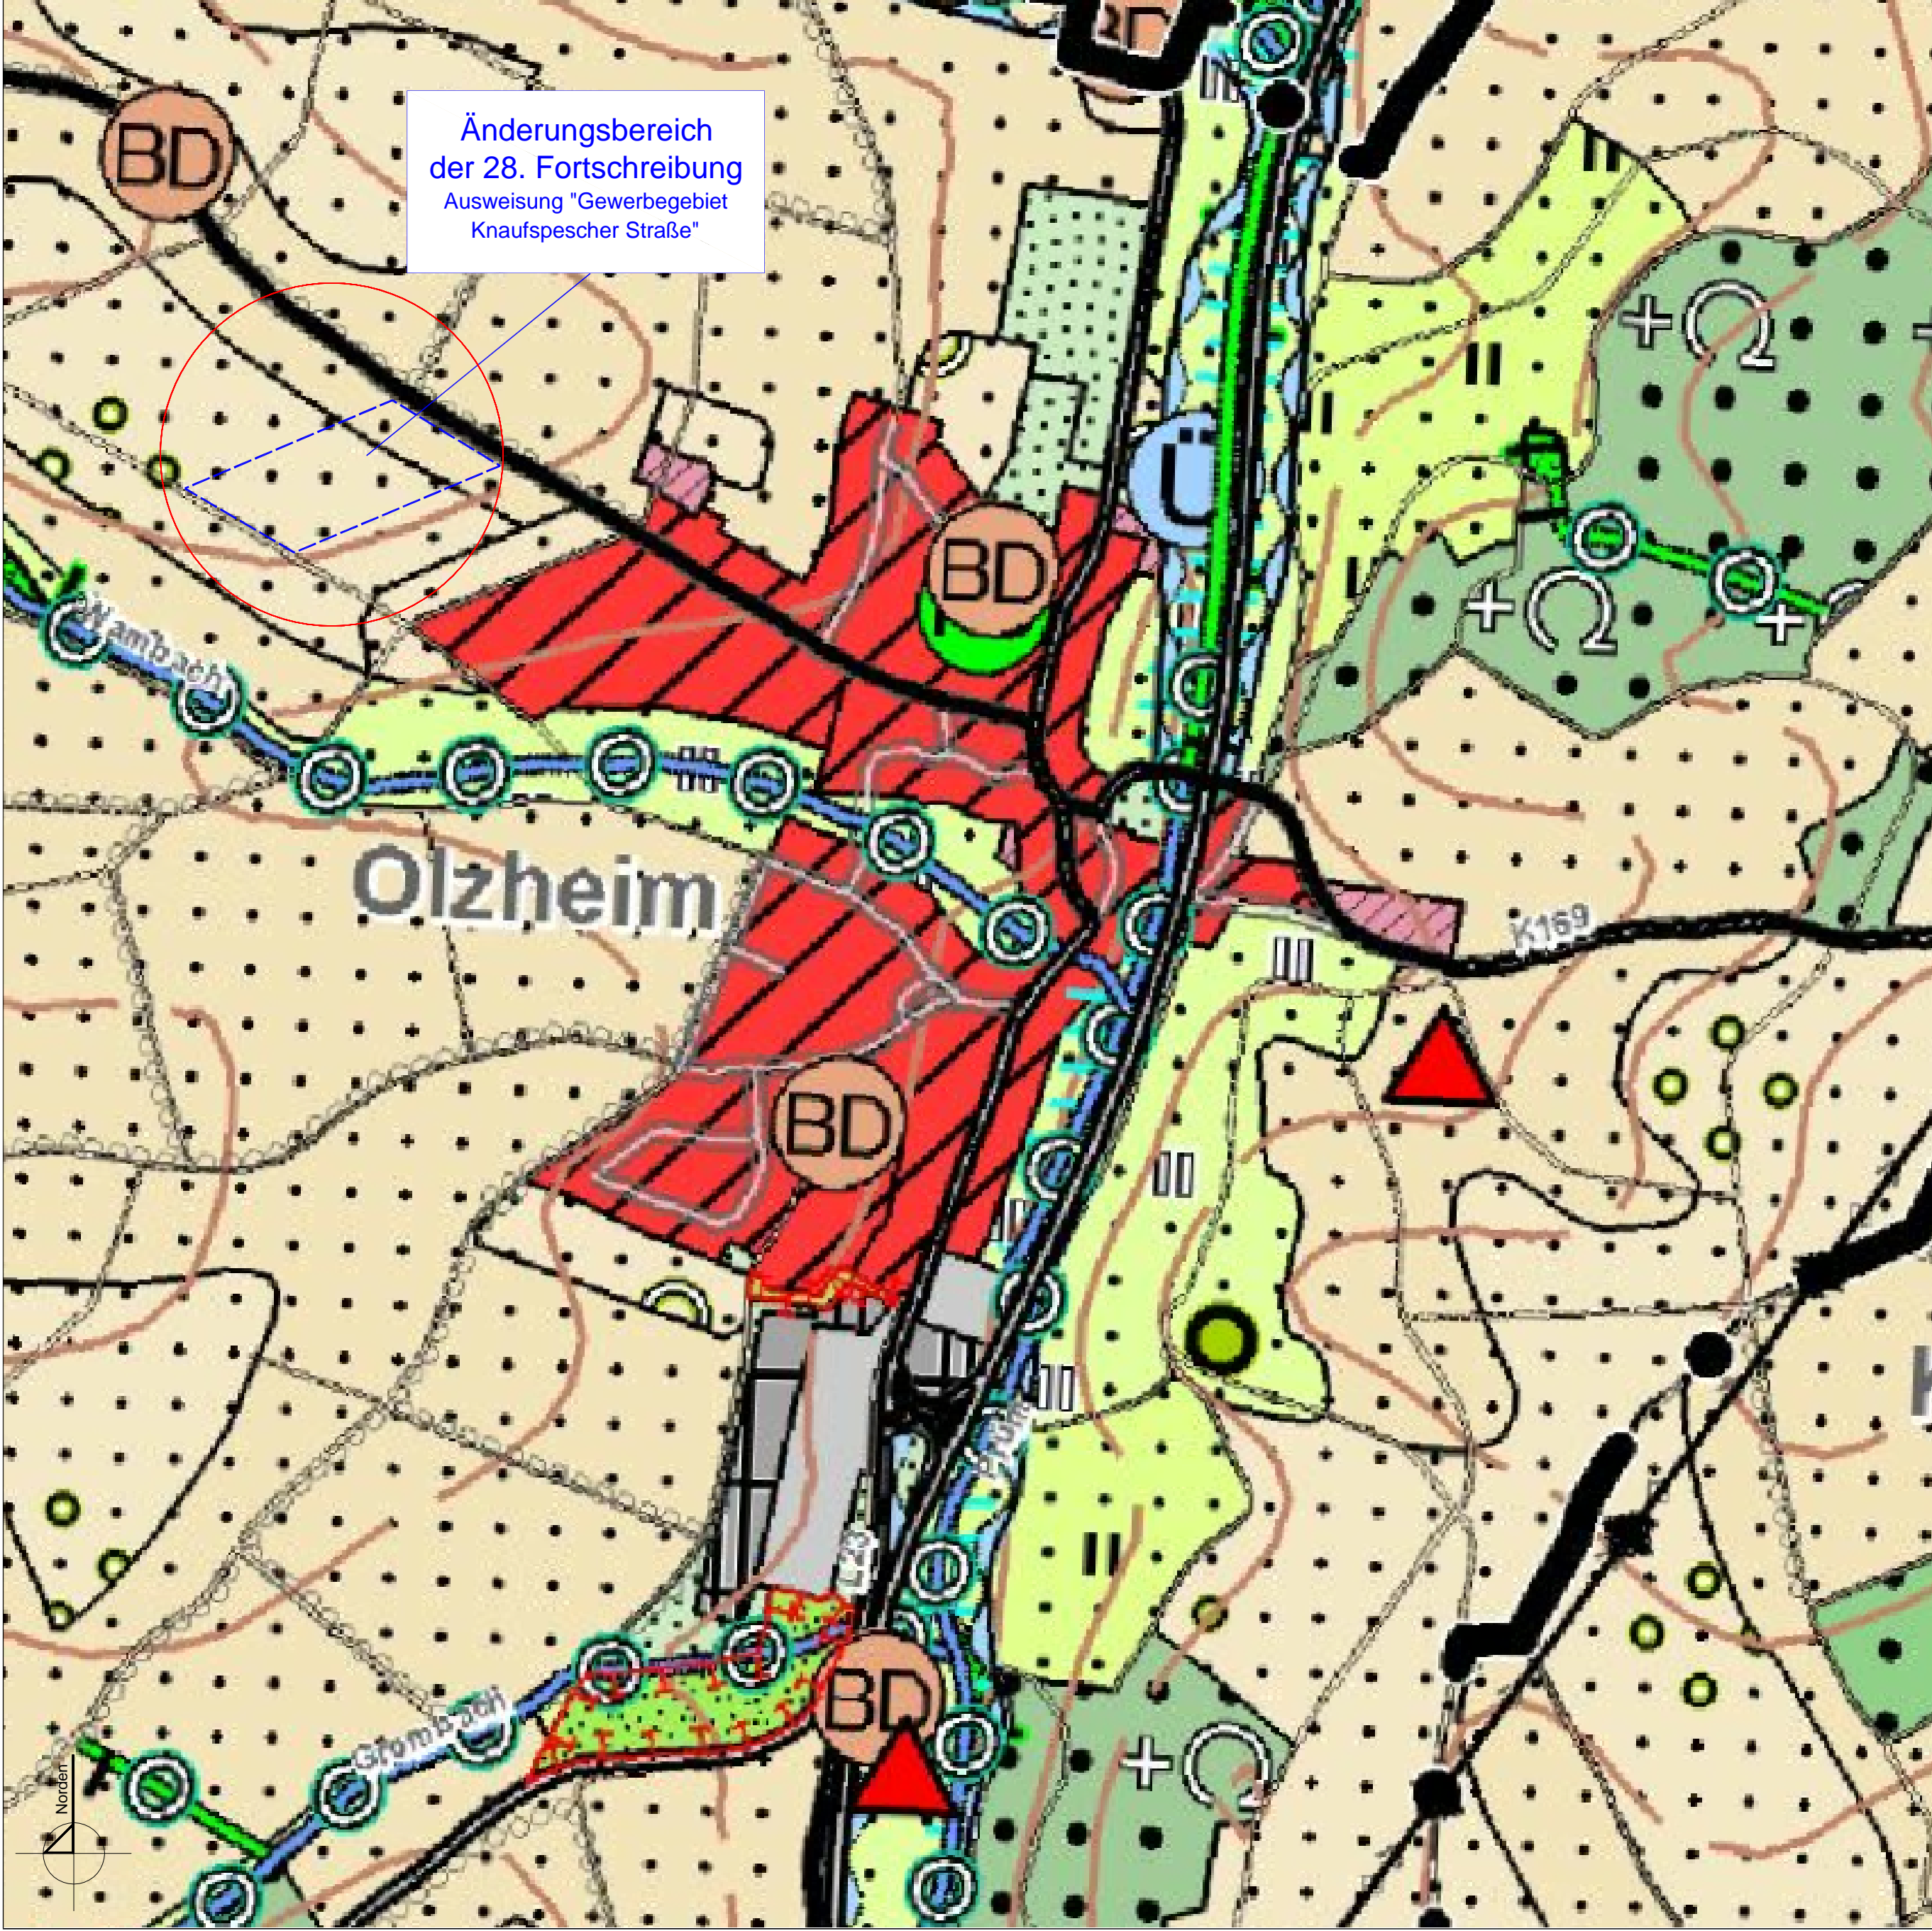 BD
Änderungsbereich
der 28. Fortschreibung
Ausweisung "Gewerbegebiet
Knaufspescher Straße"
Ü
BD
Wambach
Olzheim
K169
BD
BD
Grombach
Norden